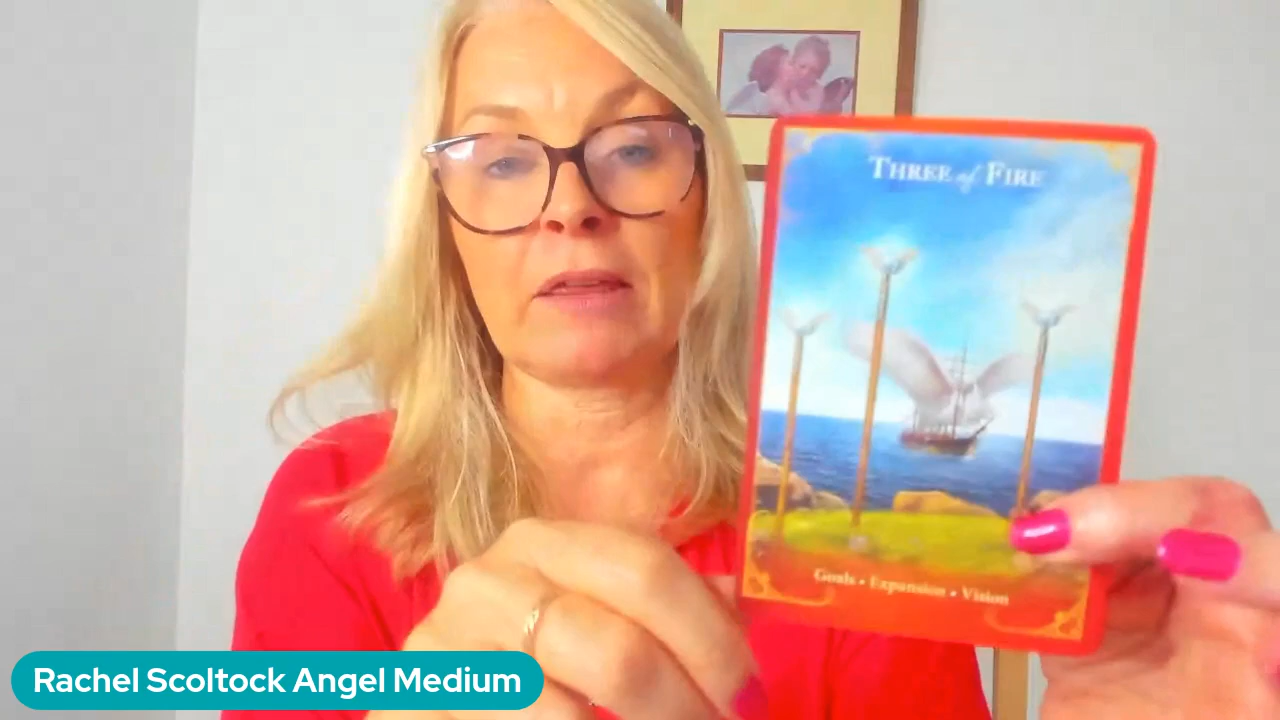 THREE of FIRE
Goals • Expansion • Vision
Rachel Scoltock Angel Medium